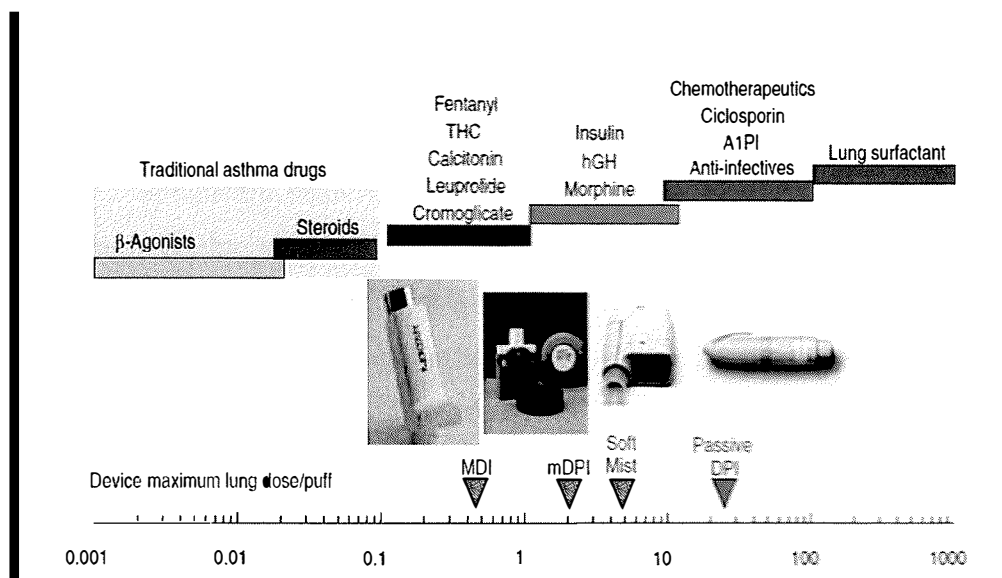 Chemotherapeutics
Fentanyl
Ciclosporin
THC
Insulin
A1PI
Calcitonin
hGH
Anti-infectives
Lung surfactant
Traditional asthma drugs
Leuprolide
Morphine
Cromoglicate
Steroids
β-Agonists
Soft
Mist
Passive
DPI
MDI
mDPI
Device maximum lung dose/puff
0.001 0.01 0.1 1 10 100 1000